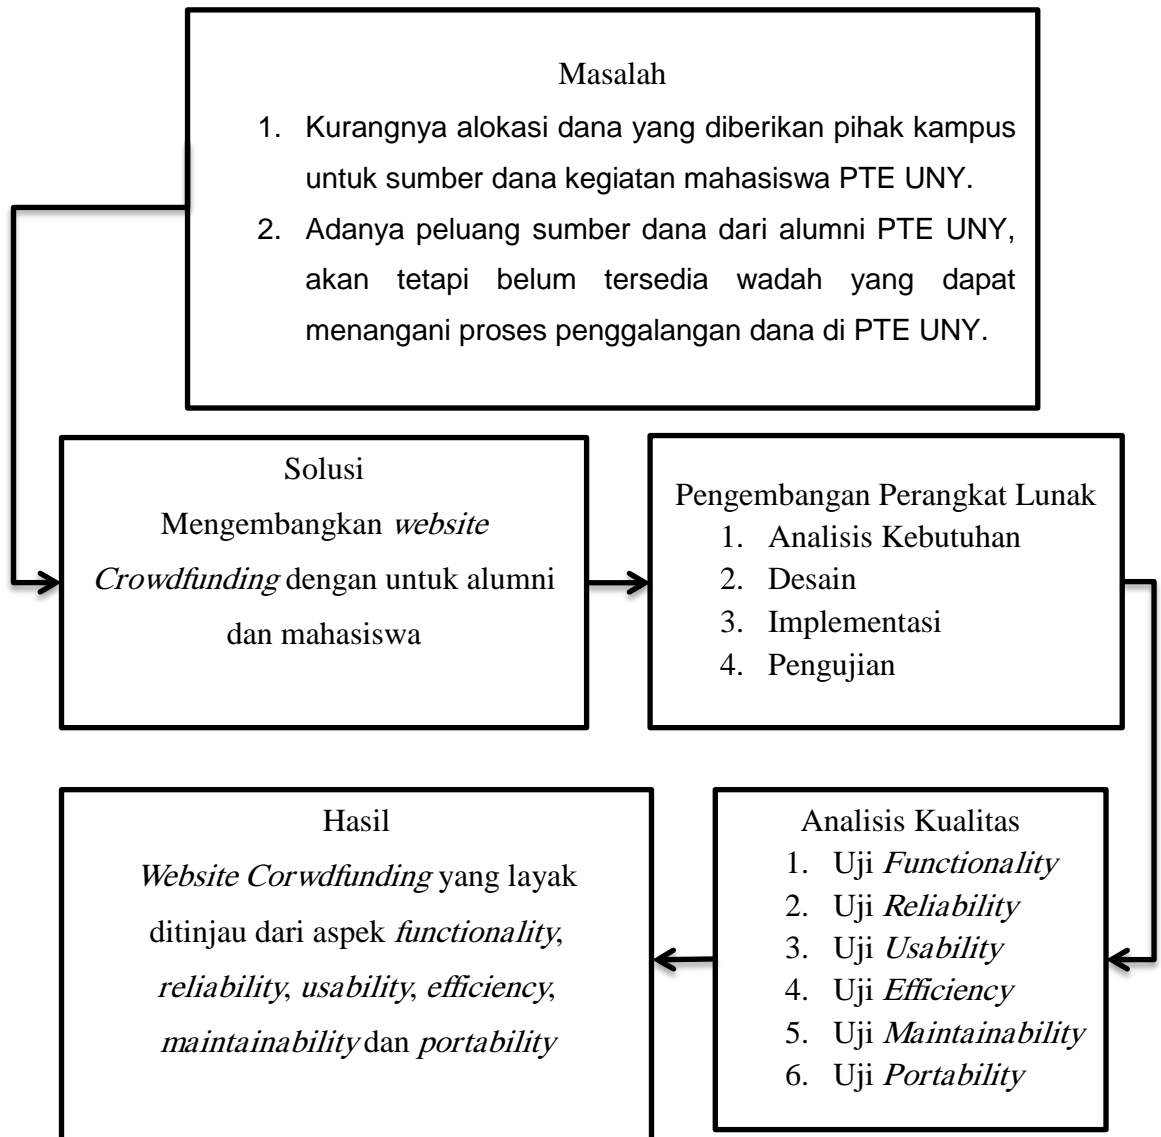 Masalah
1. Kurangnya alokasi dana yang diberikan pihak kampus
untuk sumber dana kegiatan mahasiswa PTE UNY.
2. Adanya peluang sumber dana dari alumni PTE UNY,
akan tetapi belum tersedia wadah yang dapat
menangani proses penggalangan dana di PTE UNY.
Solusi
Mengembangkan website
Crowdfunding dengan untuk alumni
dan mahasiswa
Pengembangan Perangkat Lunak
1. Analisis Kebutuhan
2. Desain
3. Implementasi
4. Pengujian
Analisis Kualitas
1. Uji Functionality
2. Uji Reliability
3. Uji Usability
4. Uji Efficiency
5. Uji Maintainability
6. Uji Portability
Hasil
Website Corwdfunding yang layak
ditinjau dari aspek functionality,
reliability, usability, efficiency,
maintainability dan portability